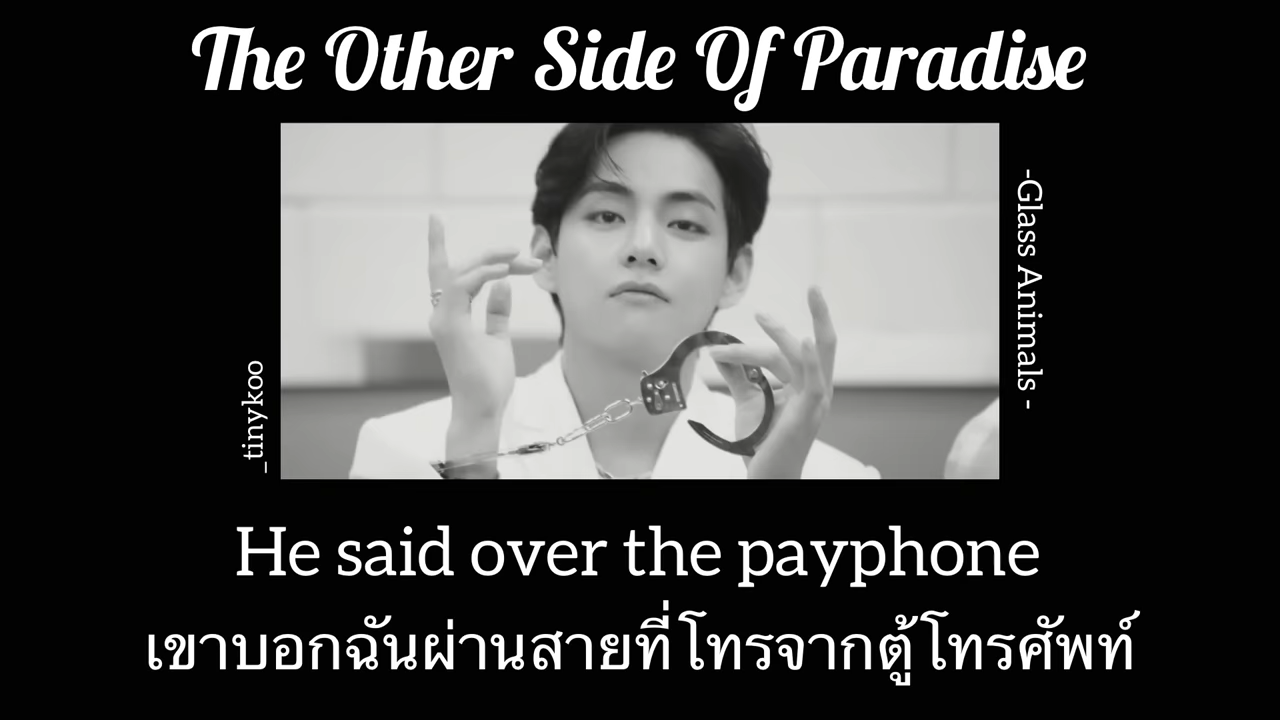 The Other Side Of Paradise
-Glass Animals -
_tinykoo
He said over the payphone
เขาบอกฉันผ่านสายที่โทรจากตู้โทรศัพท์